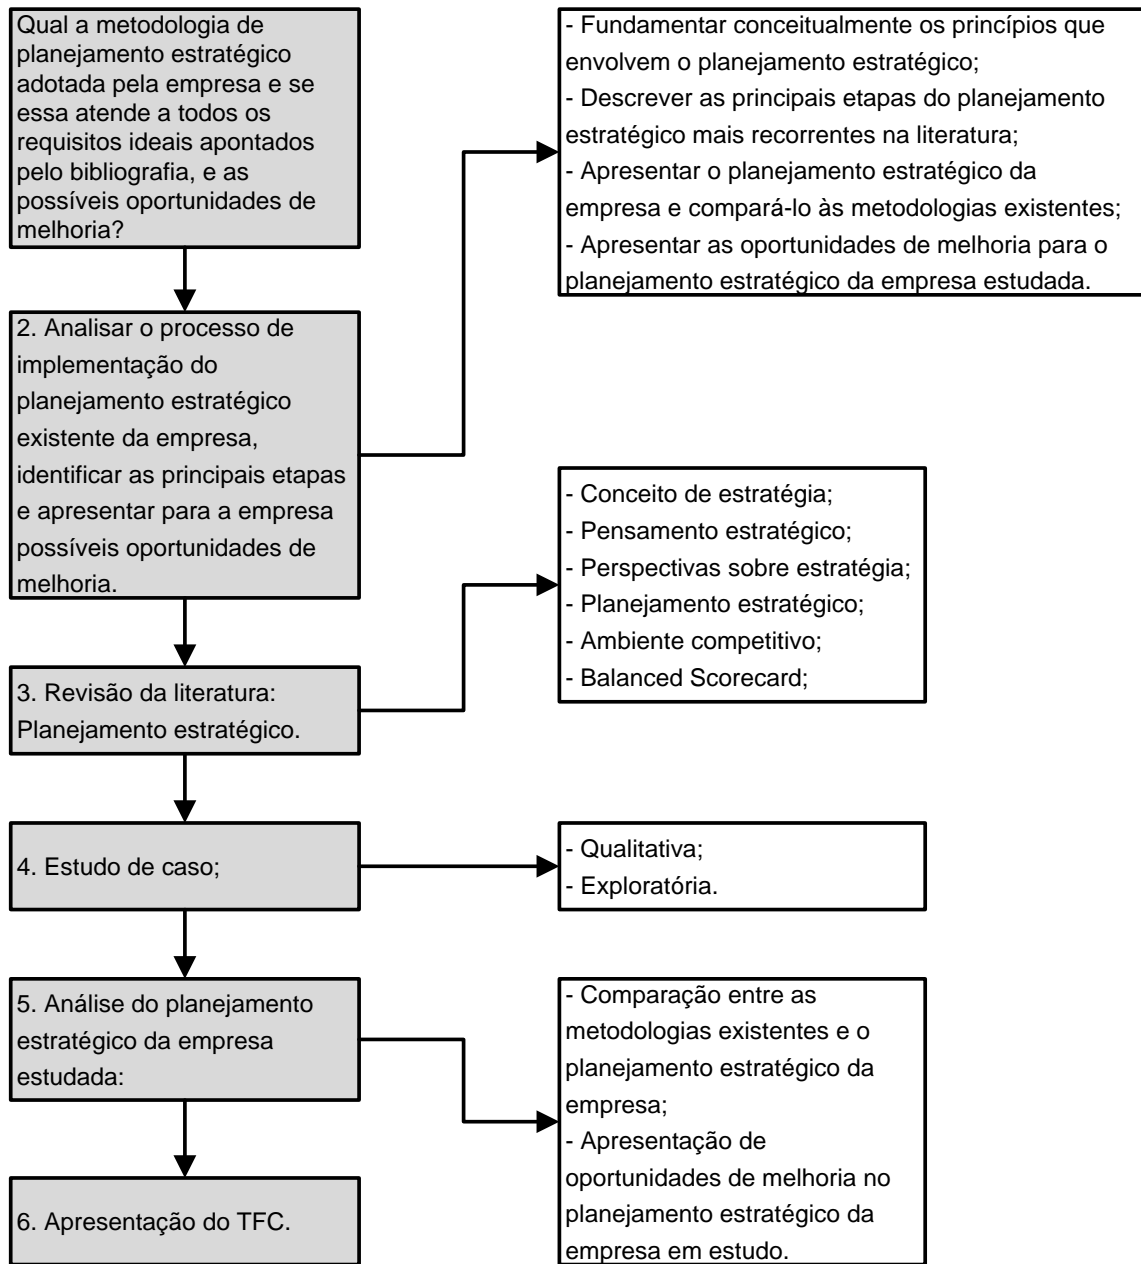 Qual a metodologia de
planejamento estratégico
adotada pela empresa e se
essa atende a todos os
requisitos ideais apontados
pelo bibliografia, e as
possíveis oportunidades de
melhoria?
- Fundamentar conceitualmente os princípios que
envolvem o planejamento estratégico;
- Descrever as principais etapas do planejamento
estratégico mais recorrentes na literatura;
- Apresentar o planejamento estratégico da
empresa e compará-lo às metodologias existentes;
- Apresentar as oportunidades de melhoria para o
planejamento estratégico da empresa estudada.
2. Analisar o processo de
implementação do
planejamento estratégico
existente da empresa,
identificar as principais etapas
e apresentar para a empresa
possíveis oportunidades de
melhoria.
- Conceito de estratégia;
- Pensamento estratégico;
- Perspectivas sobre estratégia;
- Planejamento estratégico;
- Ambiente competitivo;
- Balanced Scorecard;
3. Revisão da literatura:
Planejamento estratégico.
4. Estudo de caso;
- Qualitativa;
- Exploratória.
5. Análise do planejamento
estratégico da empresa
estudada:
- Comparação entre as
metodologias existentes e o
planejamento estratégico da
empresa;
- Apresentação de
oportunidades de melhoria no
planejamento estratégico da
empresa em estudo.
6. Apresentação do TFC.